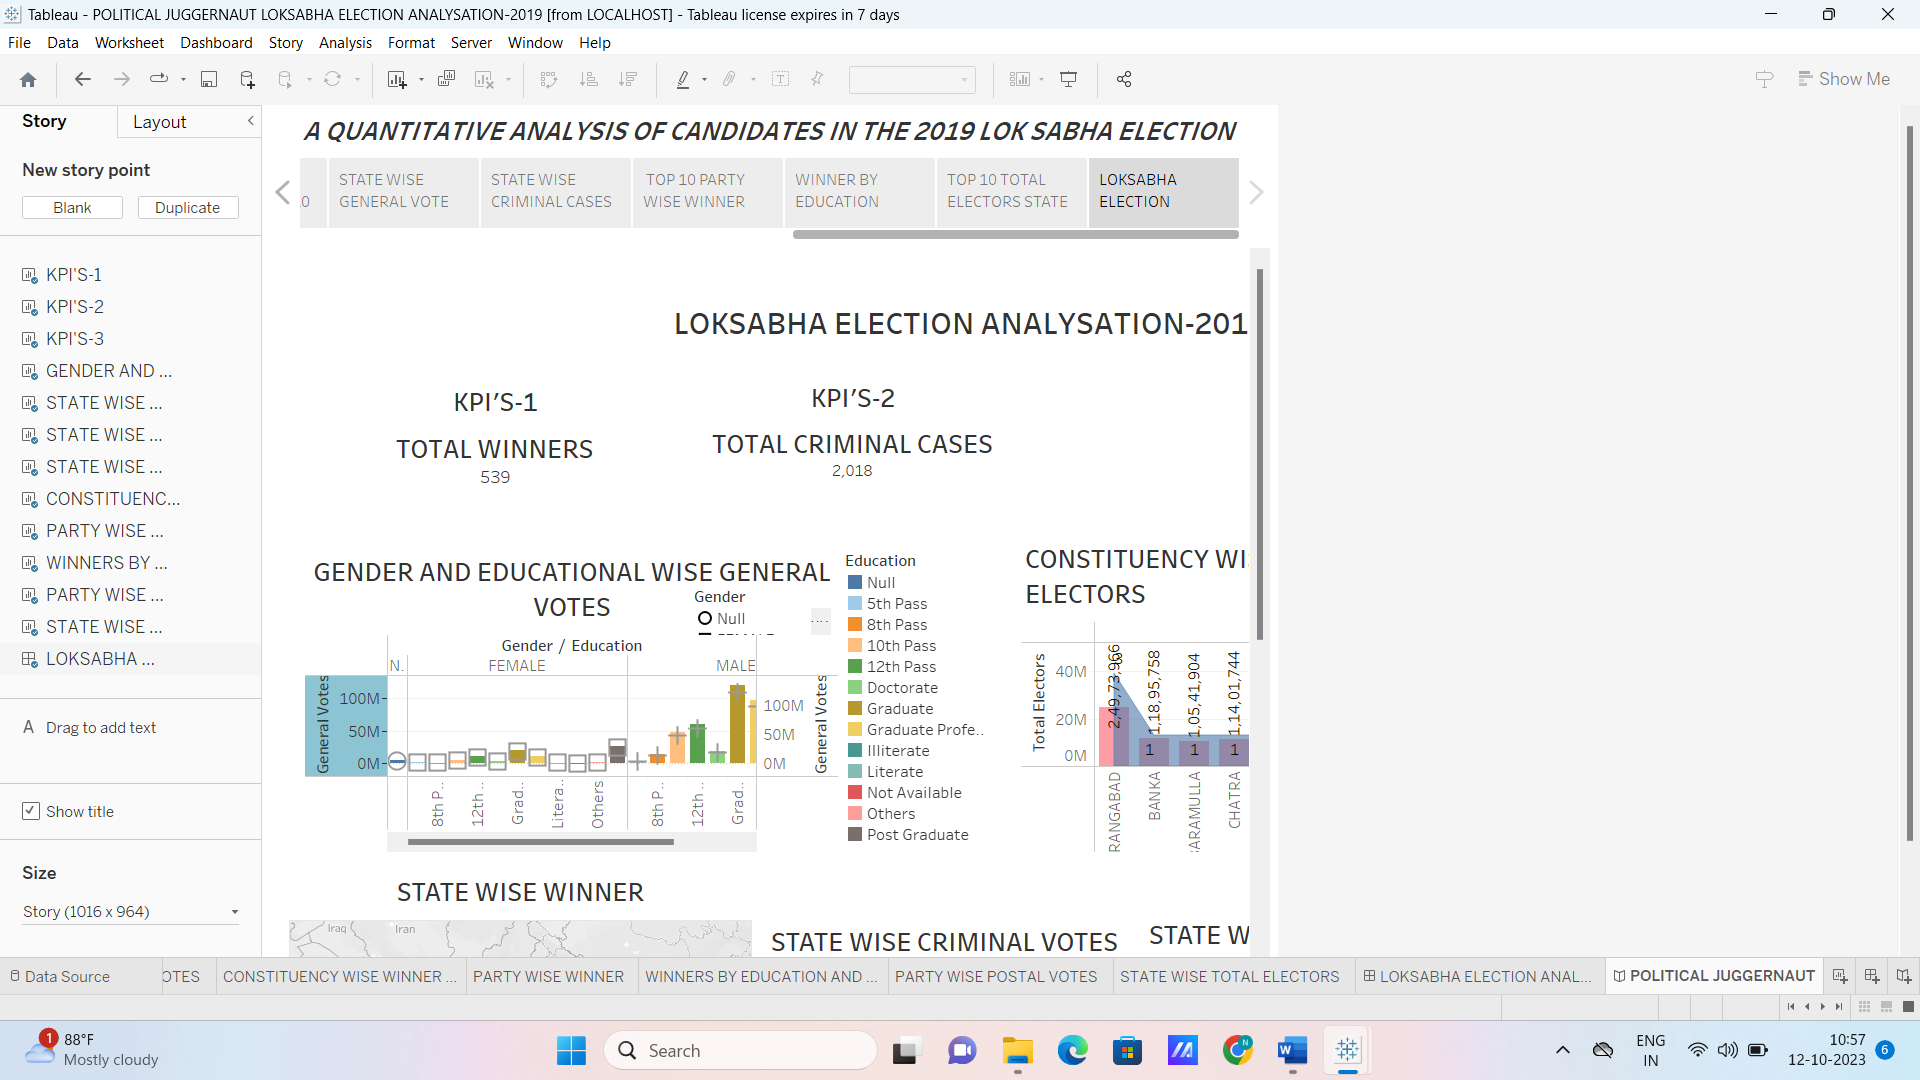 Tableau - POLITICAL JUGGERNAUT LOKSABHA ELECTION ANALYSATION-2019 [from LOCALHOST] - Tableau license expires in 7 days
File Data Worksheet Dashboard Story Analysis Format Server Window Help
Show Me
Story Layout
New story point
Blank Duplicate
KPI'S-1
KPI'S-2
KPI'S-3
GENDER AND ...
STATE WISE ...
STATE WISE ...
STATE WISE ...
CONSTITUENC...
PARTY WISE ...
WINNERS BY ...
PARTY WISE ...
STATE WISE ...
LOKSABHA ...
A Drag to add text
Show title
Size
Story (1016 x 964)
A QUANTITATIVE ANALYSIS OF CANDIDATES IN THE 2019 LOK SABHA ELECTION
STATE WISE
GENERAL VOTE
STATE WISE
CRIMINAL CASES
TOP 10 PARTY
WISE WINNER
WINNER BY
EDUCATION
TOP 10 TOTAL
ELECTORS STATE
LOKSABHA
ELECTION
LOKSABHA ELECTION ANALYSATION-201
KPI'S-1
TOTAL WINNERS
539
KPI'S-2
TOTAL CRIMINAL CASES
2,018
GENDER AND EDUCATIONAL WISE GENERAL
VOTES
Gender
Null
Gender / Education
N. FEMALE MALE
General Votes
100M
50M
0M
100M
50M
0M
General Votes
8th P..
12th ..
Grad..
Litera..
Others
8th P..
12th ..
Grad..
Education
Null
5th Pass
8th Pass
10th Pass
12th Pass
Doctorate
Graduate
Graduate Profe..
Illiterate
Literate
Not Available
Others
Post Graduate
CONSTITUENCY WI
ELECTORS
Total Electors
40M
20M
0M
2,49,73,966
1,18,95,758
1,05,41,904
1,14,01,744
1 1 1
RANGABAD
BANKA
ARAMULLA
CHATRA
STATE WISE WINNER
Iraq Iran
STATE WISE CRIMINAL VOTES
STATE W
Data Source
OTES
CONSTITUENCY WISE WINNER ...
PARTY WISE WINNER
WINNERS BY EDUCATION AND ...
PARTY WISE POSTAL VOTES
STATE WISE TOTAL ELECTORS
LOKSABHA ELECTION ANAL...
POLITICAL JUGGERNAUT
1
88°F
Mostly cloudy
Search
ENG
IN
10:57
12-10-2023
6